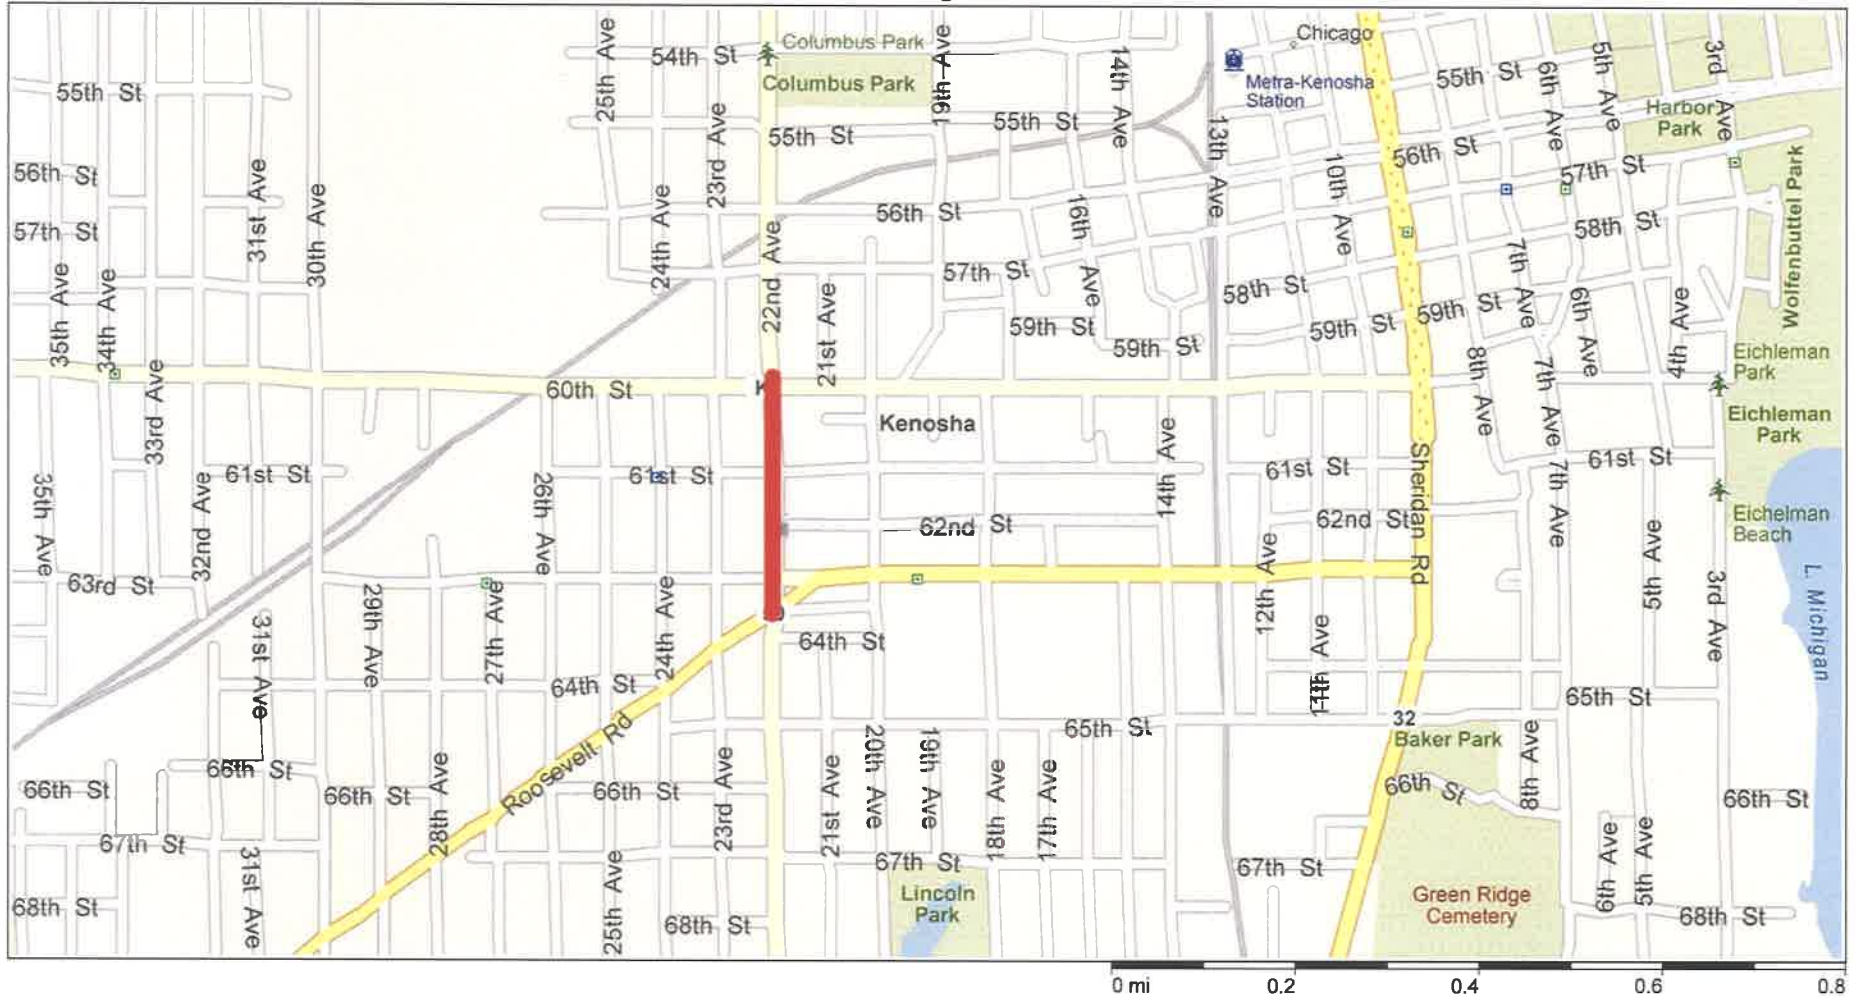 54th St
Columbus Park
Columbus Park
25th Ave
19th Ave
14th Ave
Chicago
Metra-Kenosha
Station
55th St
6th Ave
5th Ave
3rd Ave
Harbor
Park
55th St
23rd Ave
55th St
55th St
13th Ave
56th St
57th St
56th St
31st Ave
30th Ave
24th Ave
56th St
16th Ave
10th Ave
58th St
Wolfenbuttel Park
57th St
35th Ave
34th Ave
22nd Ave
21st Ave
57th St
Ave
58th St
7th Ave
6th Ave
4th Ave
59th St
59th St
59th St
59th St
33rd Ave
60th St
K
8th Ave
7th Ave
Eichleman
Park
Kenosha
Eichleman
Park
35th Ave
32nd Ave
61st St
26th Ave
61st St
14th Ave
61st St
Sheridan Rd
7th Ave
61st St
62nd St
62nd St
Eichelman
Beach
63rd St
29th Ave
27th Ave
24th Ave
12th Ave
5th Ave
3rd Ave
L. Michigan
31st Ave
64th St
11th Ave
64th St
65th St
Roosevelt Rd
65th St
32
Baker Park
66th St
66th St
66th St
28th Ave
66th St
23rd Ave
21st Ave
20th Ave
19th Ave
18th Ave
17th Ave
66th St
8th Ave
66th St
67th St
31st Ave
25th Ave
67th St
67th St
6th Ave
5th Ave
68th St
68th St
Lincoln
Park
Green Ridge
Cemetery
68th St
0 mi 0.2 0.4 0.6 0.8